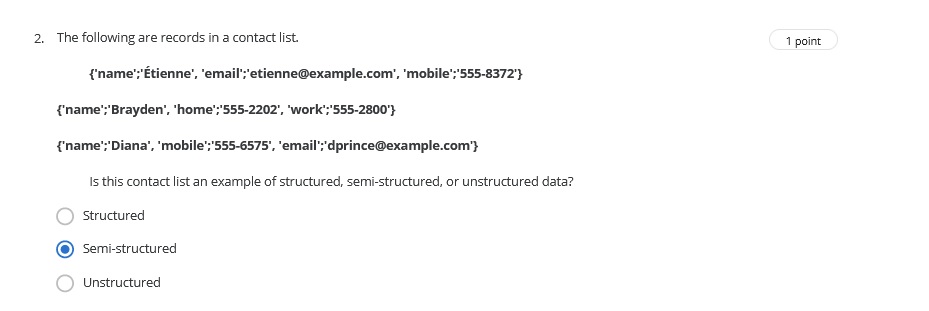 2. The following are records in a contact list.
1 point
{'name';'Étienne', 'email';'etienne@example.com', 'mobile';'555-8372'}
{'name';'Brayden', 'home';'555-2202', 'work';'555-2800'}
{'name';'Diana', 'mobile';'555-6575', 'email';'dprince@example.com'}
Is this contact list an example of structured, semi-structured, or unstructured data?
Structured
Semi-structured
Unstructured